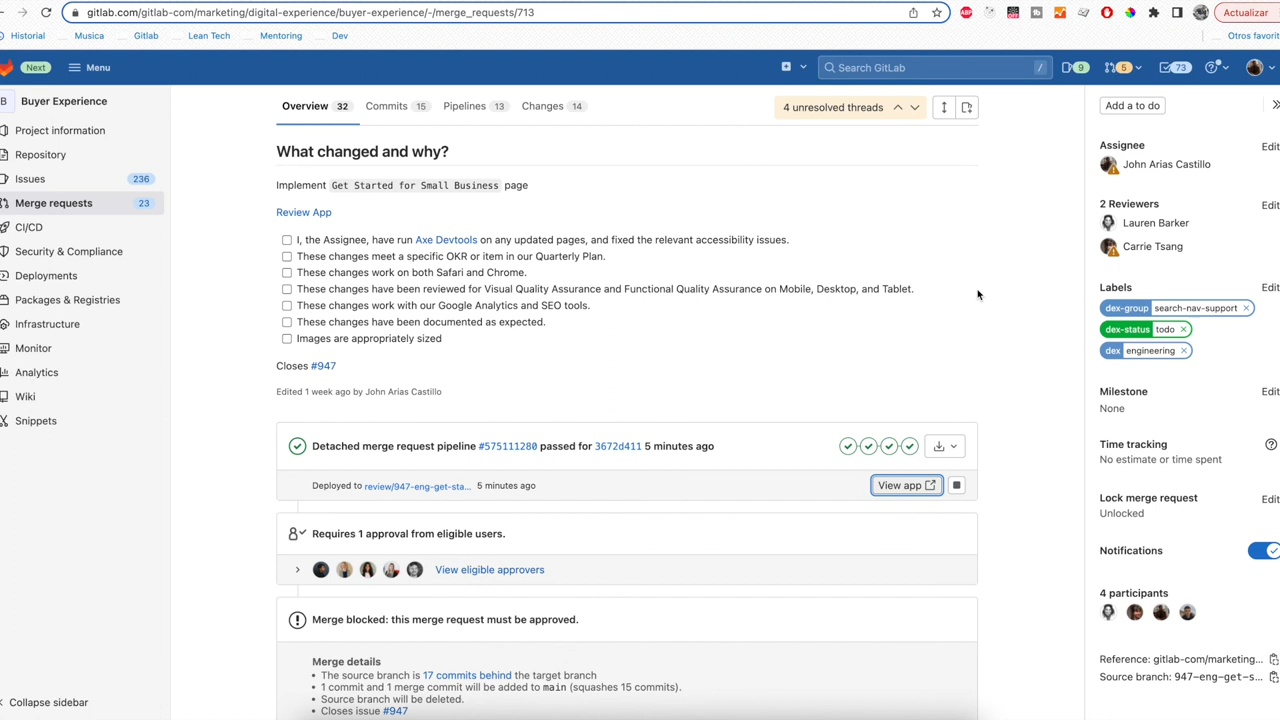 gitlab.com/gitlab-com/marketing/digital-experience/buyer-experience/-/merge_requests/713
Actualizar
Historial
Musica
Gitlab
Lean Tech
Mentoring
Dev
Otros favorit
Next
Menu
Search GitLab
/
9
5
73
B
Buyer Experience
Project information
Repository
Issues 236
Merge requests 23
CI/CD
Security & Compliance
Deployments
Packages & Registries
Infrastructure
Monitor
Analytics
Wiki
Snippets
Collapse sidebar
Overview 32
Commits 15
Pipelines 13
Changes 14
4 unresolved threads
What changed and why?
Implement Get Started for Small Business page
Review App
I, the Assignee, have run Axe Devtools on any updated pages, and fixed the relevant accessibility issues.
These changes meet a specific OKR or item in our Quarterly Plan.
These changes work on both Safari and Chrome.
These changes have been reviewed for Visual Quality Assurance and Functional Quality Assurance on Mobile, Desktop, and Tablet.
These changes work with our Google Analytics and SEO tools.
These changes have been documented as expected.
Images are appropriately sized
Closes #947
Edited 1 week ago by John Arias Castillo
Detached merge request pipeline #575111280 passed for 3672d411 5 minutes ago
Deployed to review/947-eng-get-sta... 5 minutes ago
View app
Requires 1 approval from eligible users.
View eligible approvers
Merge blocked: this merge request must be approved.
Merge details
• The source branch is 17 commits behind the target branch
• 1 commit and 1 merge commit will be added to main (squashes 15 commits).
• Source branch will be deleted.
• Closes issue #947
Add a to do
Assignee
Edi
John Arias Castillo
2 Reviewers
Edi
Lauren Barker
Carrie Tsang
Labels
Edi
dex-group search-nav-support
dex-status todo
dex engineering
Milestone
Edi
None
Time tracking
No estimate or time spent
Lock merge request
Edi
Unlocked
Notifications
4 participants
Reference: gitlab-com/marketing...
Source branch: 947-eng-get-s...